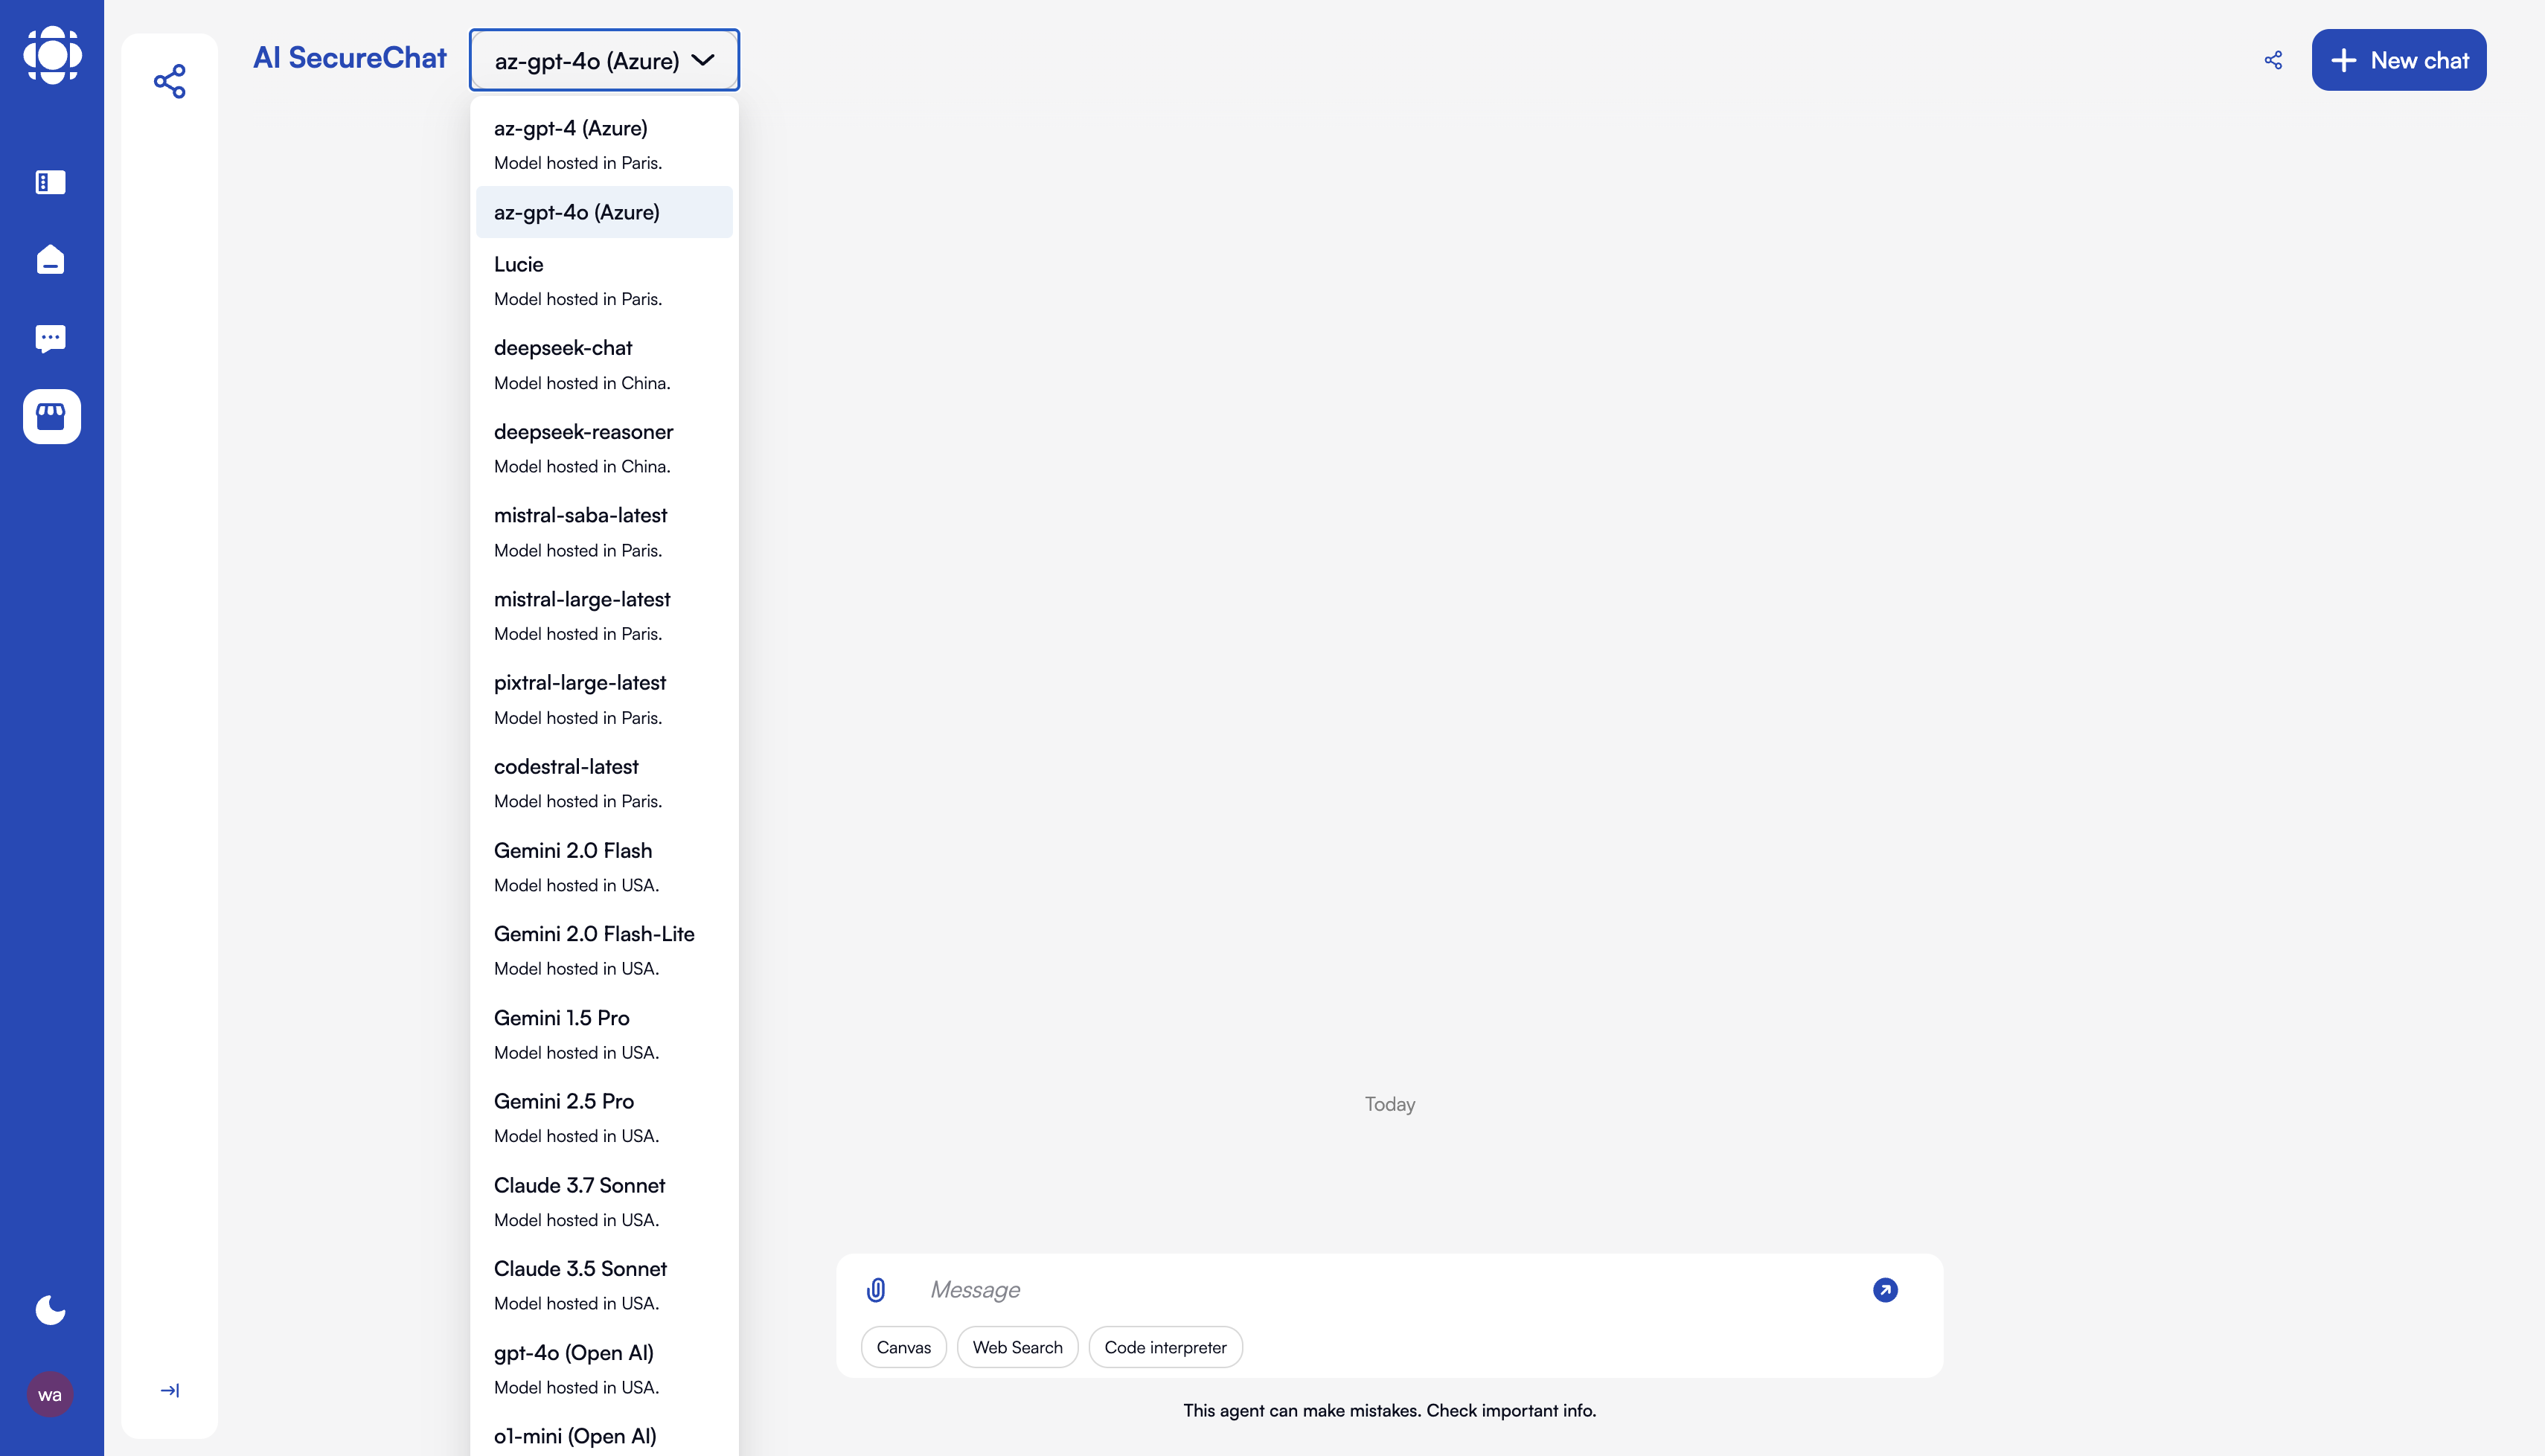 AI SecureChat
az-gpt-4o (Azure)
New chat
az-gpt-4 (Azure)
Model hosted in Paris.
az-gpt-4o (Azure)
Lucie
Model hosted in Paris.
deepseek-chat
Model hosted in China.
deepseek-reasoner
Model hosted in China.
mistral-saba-latest
Model hosted in Paris.
mistral-large-latest
Model hosted in Paris.
pixtral-large-latest
Model hosted in Paris.
codestral-latest
Model hosted in Paris.
Gemini 2.0 Flash
Model hosted in USA.
Gemini 2.0 Flash-Lite
Model hosted in USA.
Gemini 1.5 Pro
Model hosted in USA.
Gemini 2.5 Pro
Model hosted in USA.
Claude 3.7 Sonnet
Model hosted in USA.
Claude 3.5 Sonnet
Model hosted in USA.
gpt-4o (Open AI)
Model hosted in USA.
o1-mini (Open AI)
Today
Message
Canvas
Web Search
Code interpreter
This agent can make mistakes. Check important info.
wa